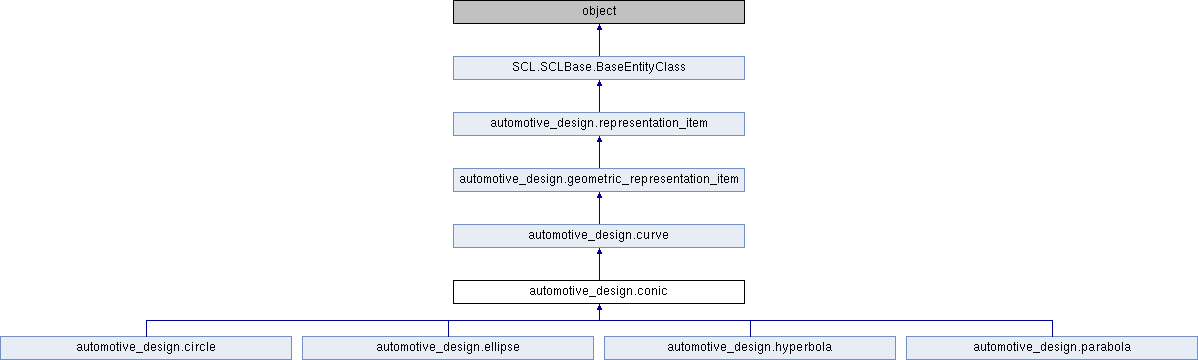 object
SCL.SCLBase.BaseEntityClass
automotive_design.representation_item
automotive_design.geometric_representation_item
automotive_design.curve
automotive_design.conic
automotive_design.circle
automotive_design.ellipse
automotive_design.hyperbola
automotive_design.parabola